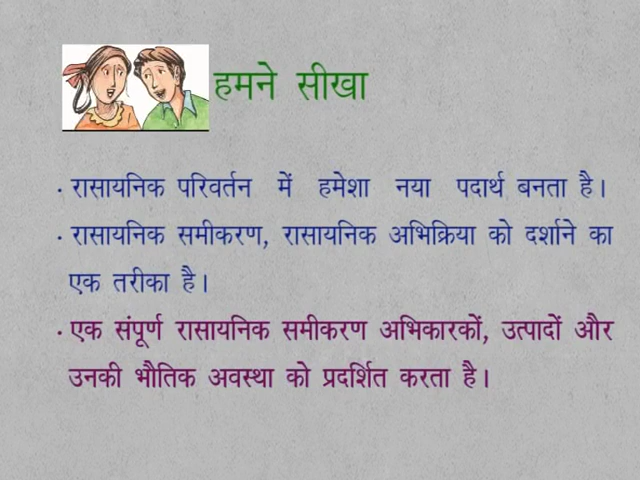 हमने सीखा
· रासायनिक परिवर्तन में हमेशा नया पदार्थ बनता है।
· रासायनिक समीकरण, रासायनिक अभिक्रिया को दर्शाने का
एक तरीका है।
· एक संपूर्ण रासायनिक समीकरण अभिकारकों, उत्पादों और
उनकी भौतिक अवस्था को प्रदर्शित करता है।